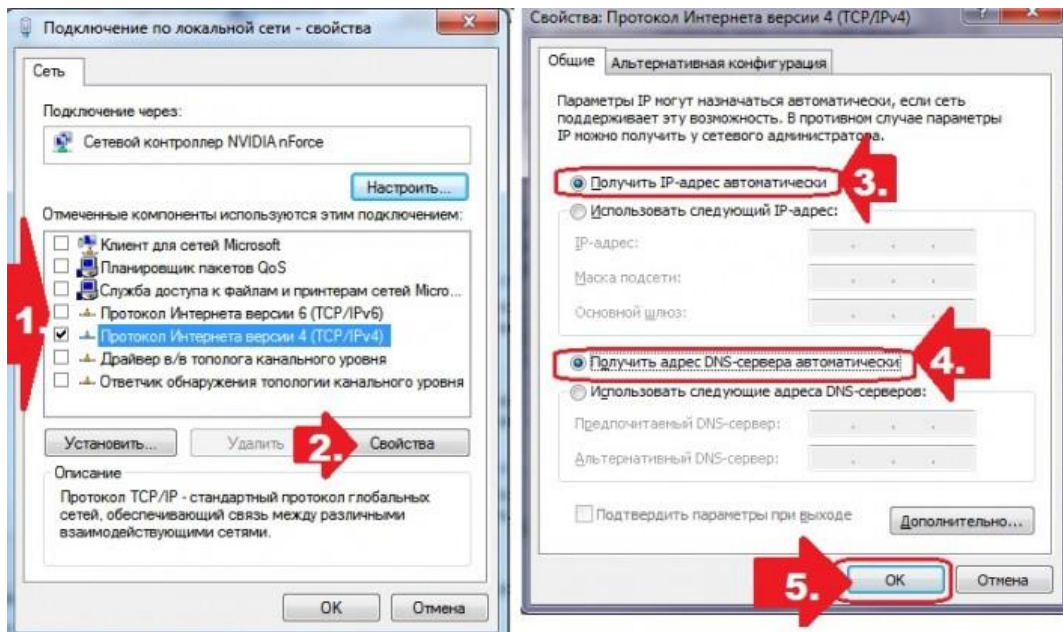 Подключение по локальной сети - свойства
Сеть
Подключение через:
Сетевой контроллер NVIDIA nForce
Настроить...
Отмеченные компоненты используются этим подключением:
Клиент для сетей Microsoft
Планировщик пакетов QoS
Служба доступа к файлам и принтерам сетей Micro...
1.
Протокол Интернета версии 6 (TCP/IPv6)
Протокол Интернета версии 4 (TCP/IPv4)
Драйвер в/в тополога канального уровня
Ответчик обнаружения топологии канального уровня
Установить...
Удалить
2.
Свойства
Описание
Протокол TCP/IP - стандартный протокол глобальных
сетей, обеспечивающий связь между различными
взаимодействующими сетями.
OK
Отмена
Свойства: Протокол Интернета версии 4 (TCP/IPv4)
Общие
Альтернативная конфигурация
Параметры IP могут назначаться автоматически, если сеть
поддерживает эту возможность. В противном случае параметры
IP можно получить у сетевого администратора.
Получить IP-адрес автоматически
3.
Использовать следующий IP-адрес:
IP-адрес:
Маска подсети:
Основной шлюз:
Получить адрес DNS-сервера автоматически
4.
Использовать следующие адреса DNS-серверов:
Предпочитаемый DNS-сервер:
Альтернативный DNS-сервер:
Подтвердить параметры при выходе
Дополнительно...
5.
OK
Отмена